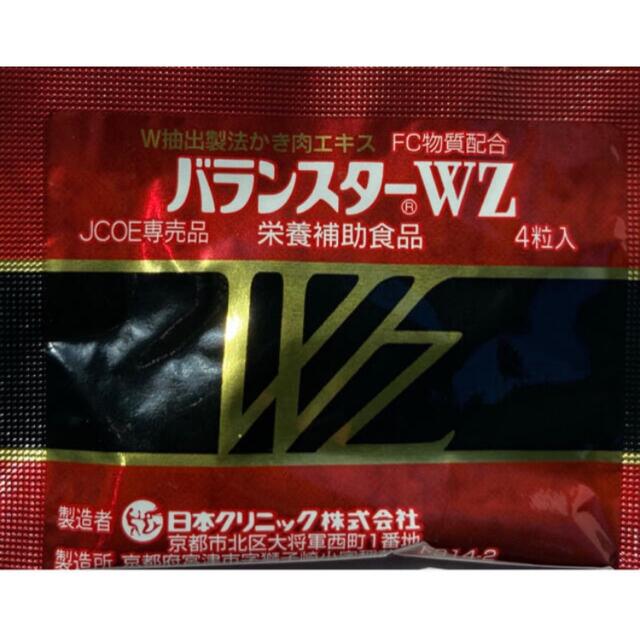 W抽出製法かき肉エキス FC物質配合
バランスターWZ
®
JCOE専売品 栄養補助食品 4粒入
WZ
製造者 日本クリニック株式会社
京都市北区大将軍西町1番地
製造所